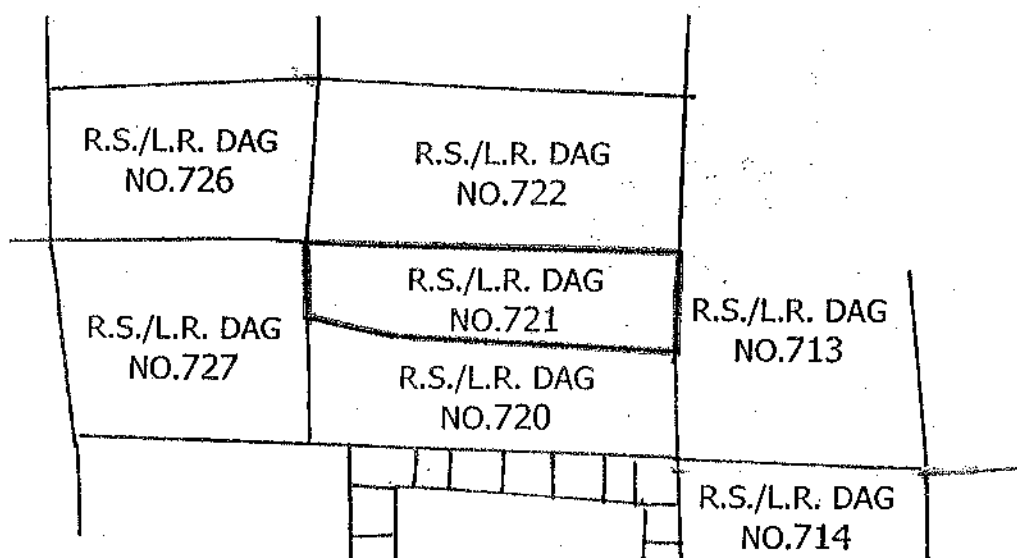 R.S./L.R. DAG
NO.726
R.S./L.R. DAG
NO.722
R.S./L.R. DAG
NO.721
R.S./L.R. DAG
NO.713
R.S./L.R. DAG
NO.727
R.S./L.R. DAG
NO.720
R.S./L.R. DAG
NO.714